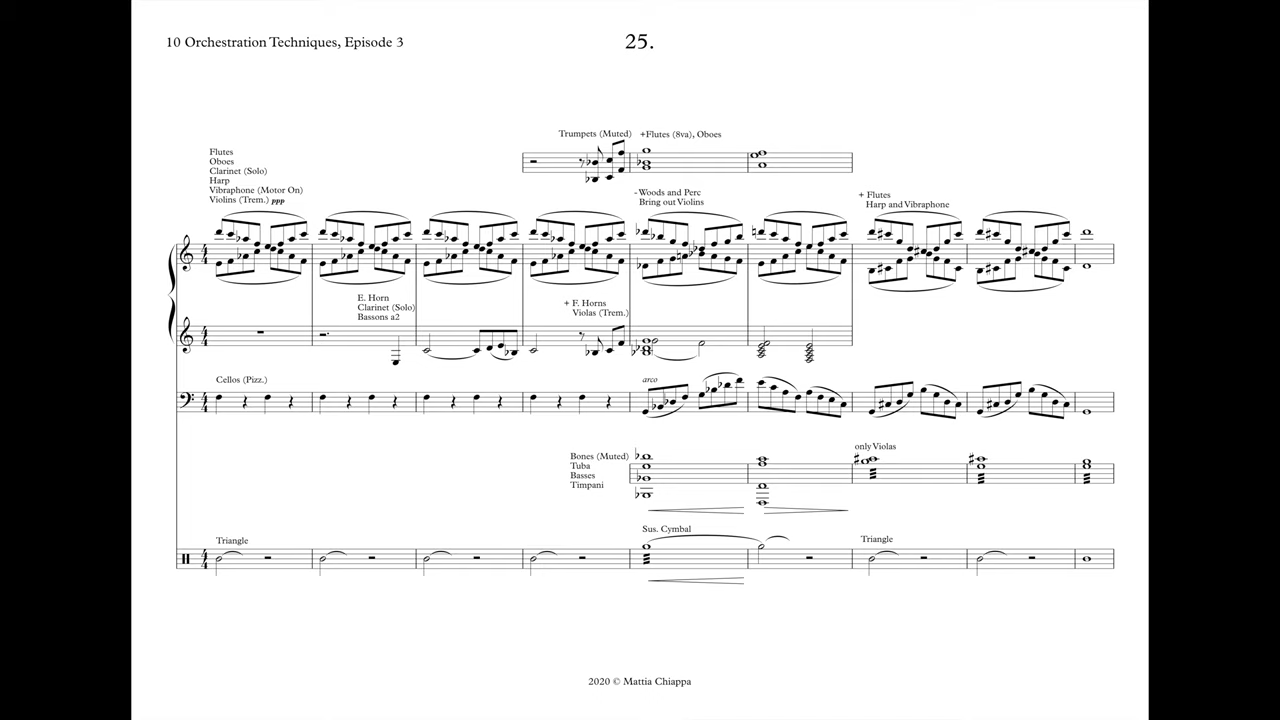 10 Orchestration Techniques, Episode 3
25.
Trumpets (Muted)
+Flutes (8va), Oboes
Flutes
Oboes
Clarinet (Solo)
Harp
Vibraphone (Motor On)
Violins (Trem.) ppp
-Woods and Perc
Bring out Violins
+ Flutes
Harp and Vibraphone
E. Horn
Clarinet (Solo)
Bassons a2
+ F. Horns
Violas (Trem.)
Cellos (Pizz.)
arco
only Violas
Bones (Muted)
Tuba
Basses
Timpani
Sus. Cymbal
Triangle
Triangle
2020 © Mattia Chiappa